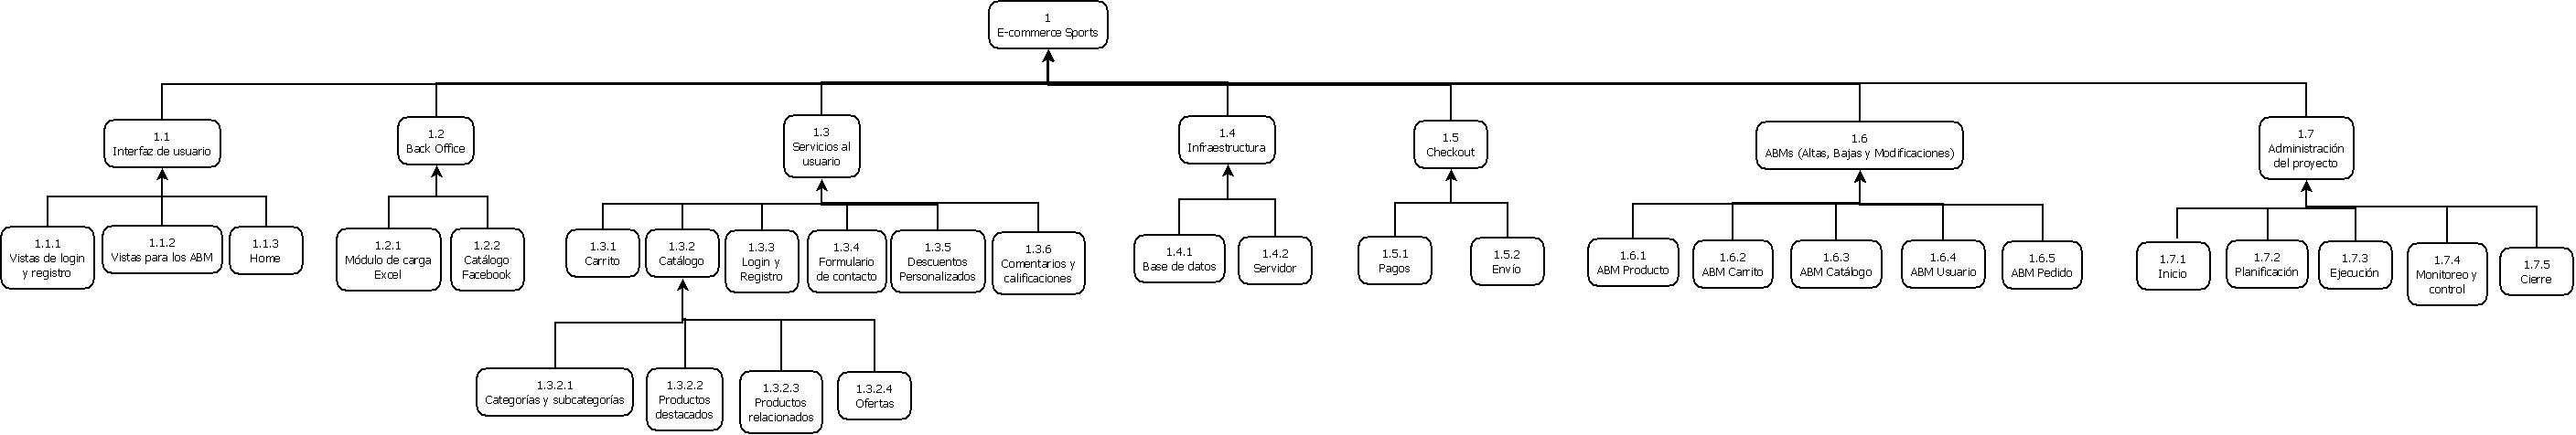 1
E-commerce Sports
1.1
Interfaz de usuario
1.2
Back Office
1.3
Servicios al
usuario
1.4
Infraestructura
1.5
Checkout
1.6
ABMs (Altas, Bajas y Modificaciones)
1.7
Administración
del proyecto
1.1.1
Vistas de login
y registro
1.1.2
Vistas para los ABM
1.1.3
Home
1.2.1
Módulo de carga
Excel
1.2.2
Catálogo
Facebook
1.3.1
Carrito
1.3.2
Catálogo
1.3.3
Login y
Registro
1.3.4
Formulario
de contacto
1.3.5
Descuentos
Personalizados
1.3.6
Comentarios y
calificaciones
1.4.1
Base de datos
1.4.2
Servidor
1.5.1
Pagos
1.5.2
Envío
1.6.1
ABM Producto
1.6.2
ABM Carrito
1.6.3
ABM Catálogo
1.6.4
ABM Usuario
1.6.5
ABM Pedido
1.7.1
Inicio
1.7.2
Planificación
1.7.3
Ejecución
1.7.4
Monitoreo y
control
1.7.5
Cierre
1.3.2.1
Categorías y subcategorías
1.3.2.2
Productos
destacados
1.3.2.3
Productos
relacionados
1.3.2.4
Ofertas